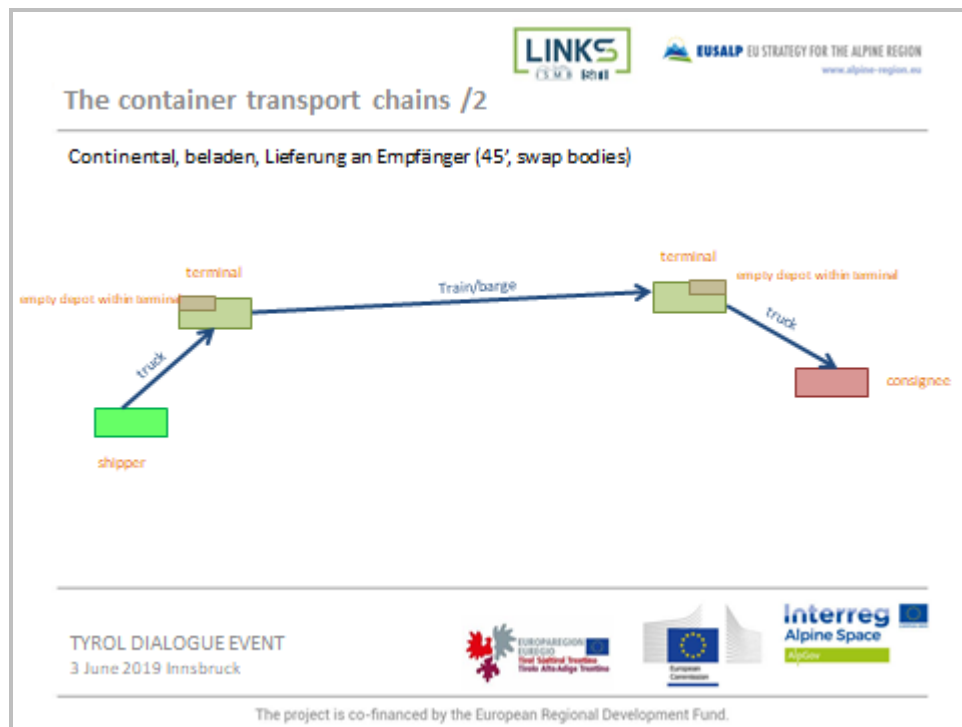 LINKS
EUSALP EU STRATEGY FOR THE ALPINE REGION
www.alpine-region.eu
The container transport chains /2
Continental, beladen, Lieferung an Empfänger (45’, swap bodies)
terminal
terminal
empty depot within terminal
empty depot within terminal
Train/barge
truck
truck
consignee
shipper
TYROL DIALOGUE EVENT
3 June 2019 Innsbruck
EUROPAREGION
EUREGIO
Tirol Südtirol Trentino
Tirolo Alto Adige Trentino
European
Commission
Interreg
Alpine Space
AlpGov
The project is co-financed by the European Regional Development Fund.